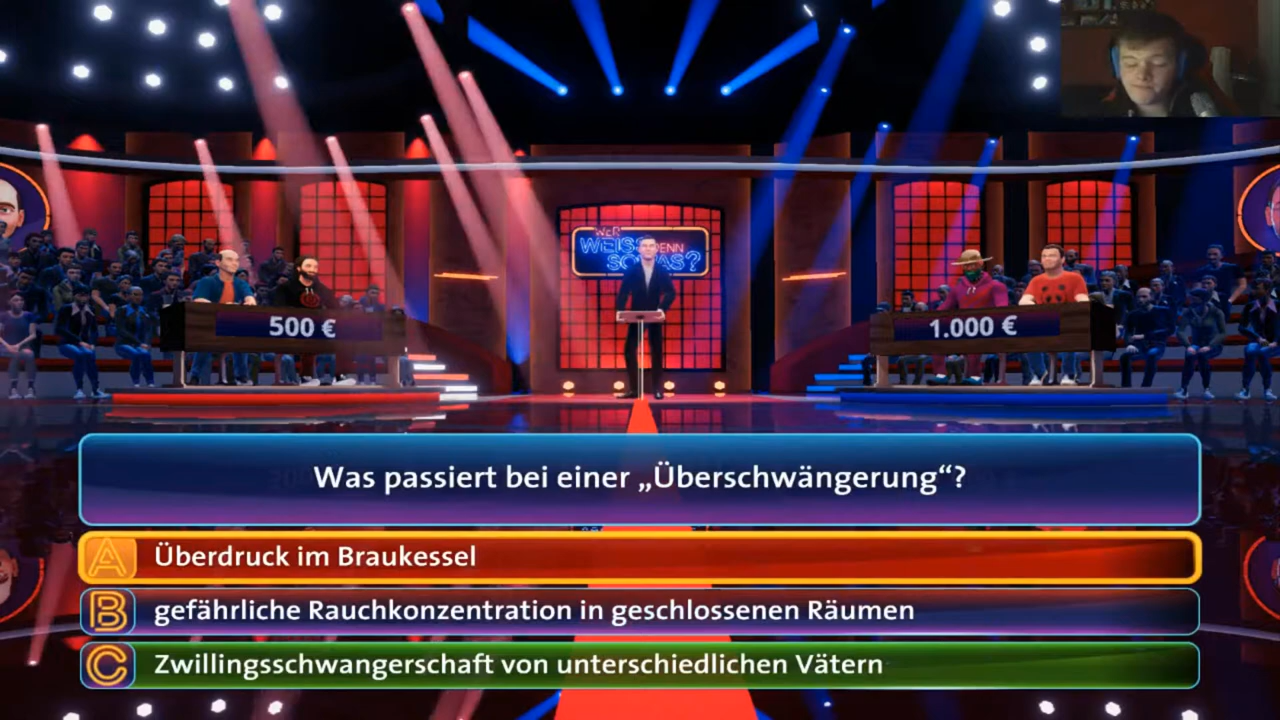 WER
WEISS DENN
SOWAS?
500 €
1.000 €
Was passiert bei einer „Überschwängerung“?
A Überdruck im Braukessel
B gefährliche Rauchkonzentration in geschlossenen Räumen
C Zwillingsschwangerschaft von unterschiedlichen Vätern